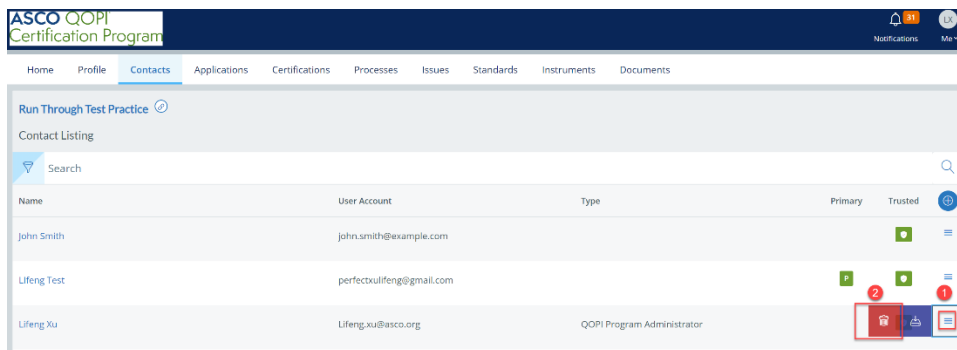 ASCO QOPI
Certification Program
31
LX
Notifications
Me
Home Profile Contacts Applications Certifications Processes Issues Standards Instruments Documents
Run Through Test Practice
Contact Listing
Search
Name User Account Type Primary Trusted
John Smith john.smith@example.com
Lifeng Test perfectxulifeng@gmail.com P
2 1
Lifeng Xu Lifeng.xu@asco.org QOPI Program Administrator